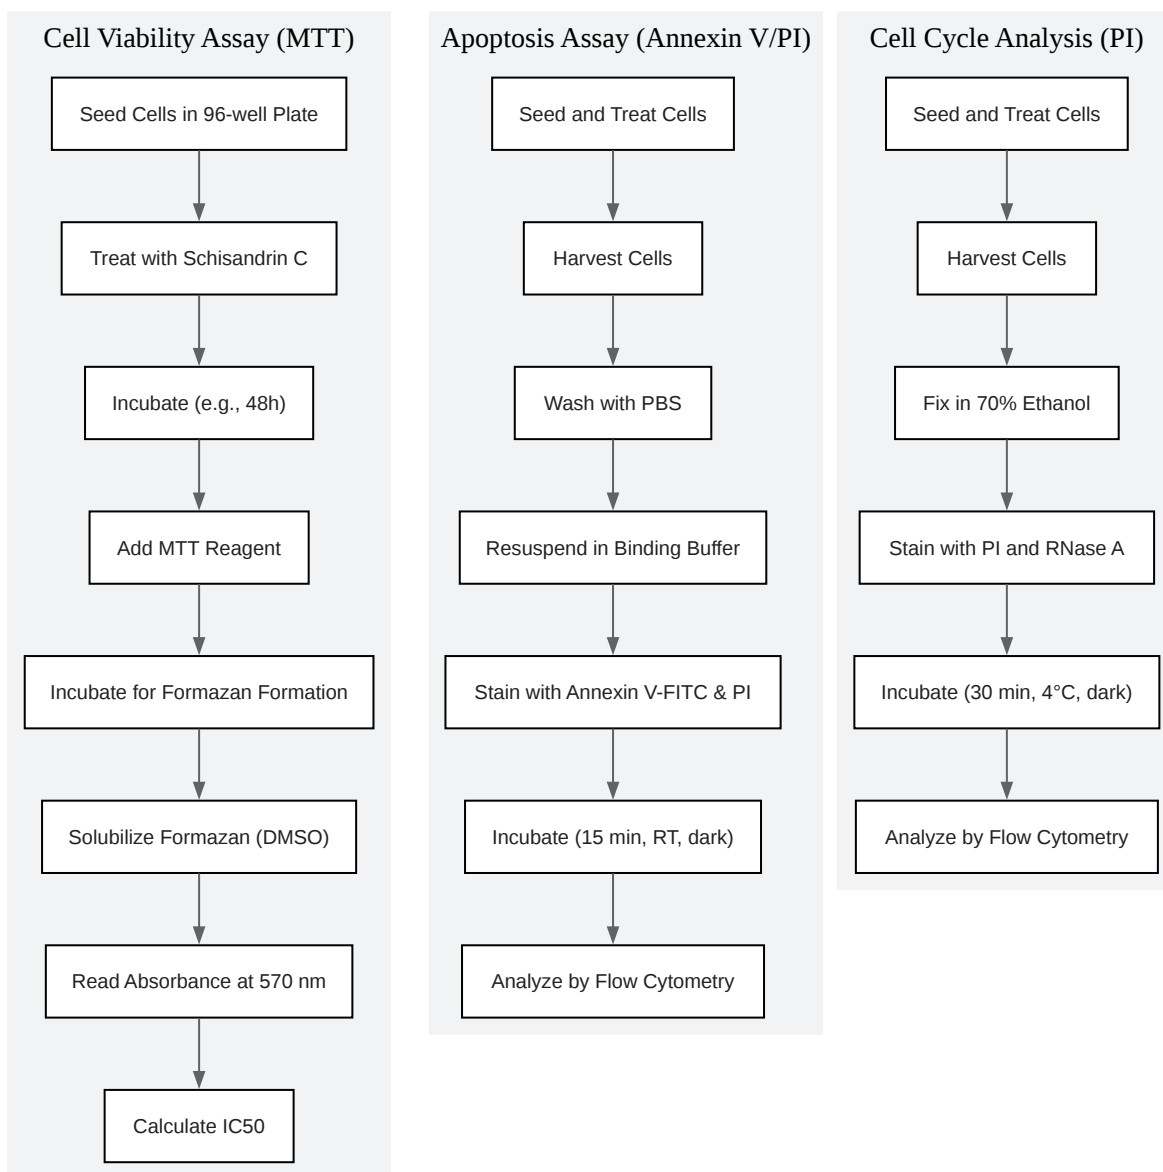 Cell Viability Assay (MTT)
Seed Cells in 96-well Plate
Treat with Schisandrin C
Incubate (e.g., 48h)
Add MTT Reagent
Incubate for Formazan Formation
Solubilize Formazan (DMSO)
Read Absorbance at 570 nm
Calculate IC50
Apoptosis Assay (Annexin V/PI)
Seed and Treat Cells
Harvest Cells
Wash with PBS
Resuspend in Binding Buffer
Stain with Annexin V-FITC & PI
Incubate (15 min, RT, dark)
Analyze by Flow Cytometry
Cell Cycle Analysis (PI)
Seed and Treat Cells
Harvest Cells
Fix in 70% Ethanol
Stain with PI and RNase A
Incubate (30 min, 4°C, dark)
Analyze by Flow Cytometry